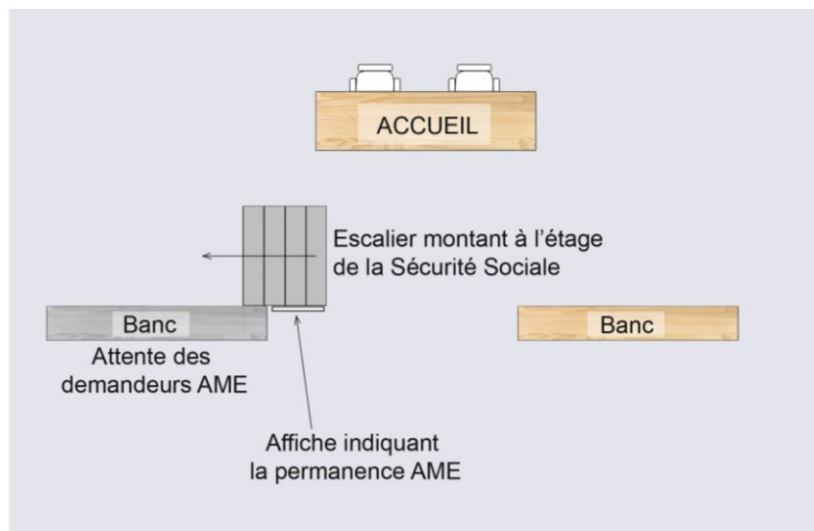 ACCUEIL
Escalier montant à l'étage
de la Sécurité Sociale
Banc
Attente des
demandeurs AME
Banc
Affiche indiquant
la permanence AME